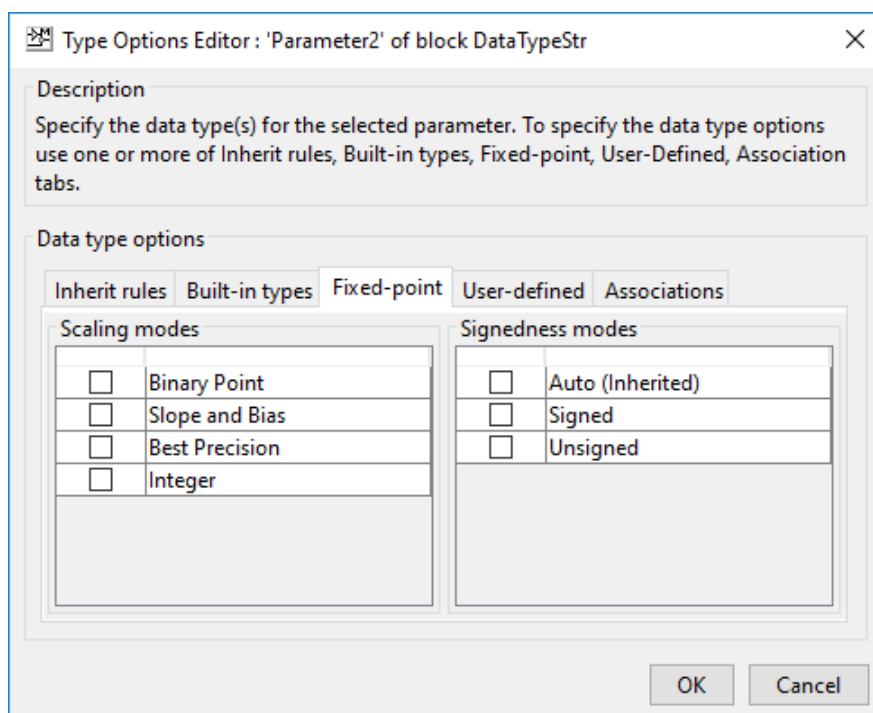 Type Options Editor : 'Parameter2' of block DataTypeStr
Description
Specify the data type(s) for the selected parameter. To specify the data type options
use one or more of Inherit rules, Built-in types, Fixed-point, User-Defined, Association
tabs.
Data type options
Inherit rules Built-in types Fixed-point User-defined Associations
Scaling modes Signedness modes
Binary Point Auto (Inherited)
Slope and Bias Signed
Best Precision Unsigned
Integer
OK Cancel